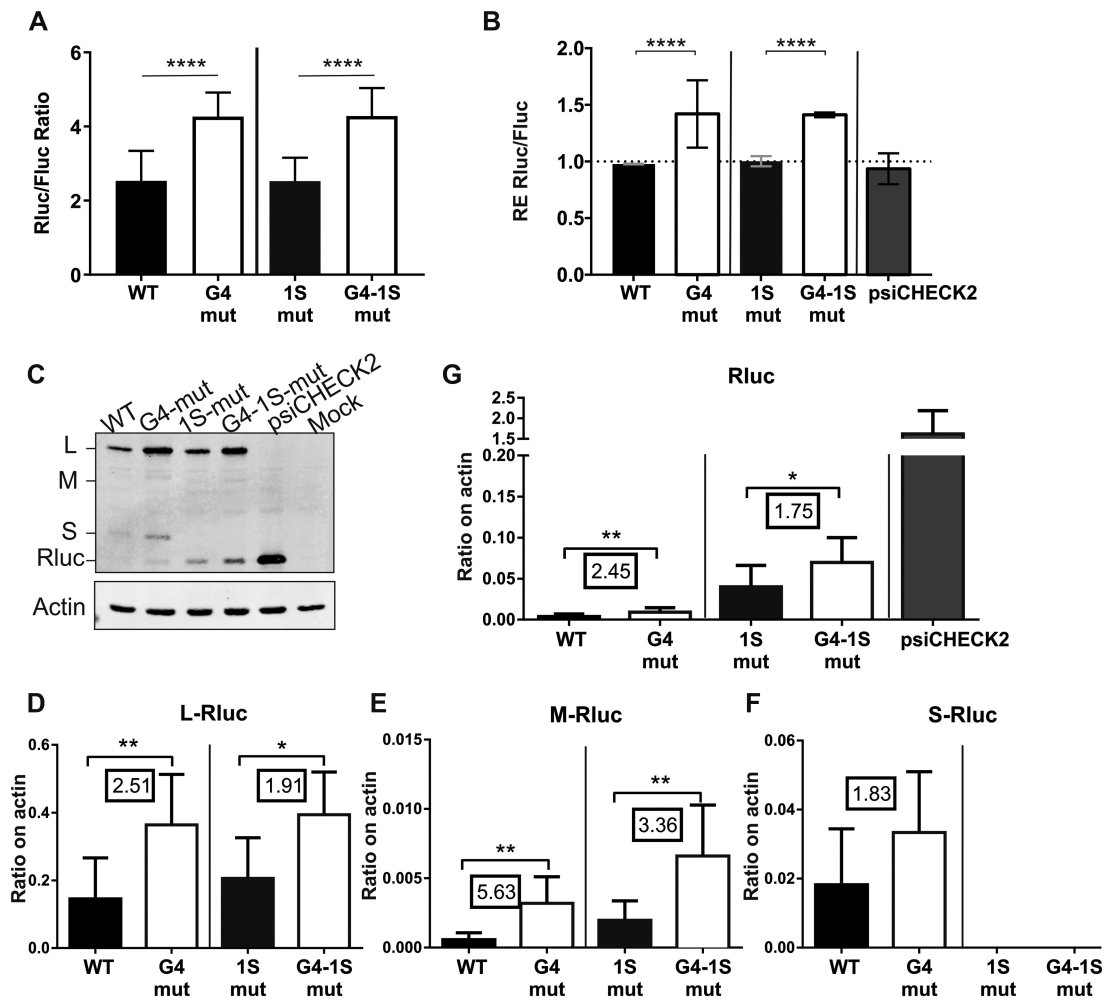 A
6
4
2
0
Rluc/Fluc Ratio
****
****
WT
G4
mut
1S
mut
G4-1S
mut
B
2.0
1.5
1.0
0.5
0.0
RE Rluc/Fluc
****
****
WT
G4
mut
1S
mut
G4-1S
mut
psiCHECK2
C
WT
G4-mut
1S-mut
G4-1S-mut
psiCHECK2
Mock
L
M
S
Rluc
Actin
G
Rluc
2.5
2.0
1.5
0.20
0.15
0.10
0.05
0.00
Ratio on actin
**
2.45
*
1.75
WT
G4
mut
1S
mut
G4-1S
mut
psiCHECK2
D
L-Rluc
0.6
0.4
0.2
0.0
Ratio on actin
**
2.51
*
1.91
WT
G4
mut
1S
mut
G4-1S
mut
E
M-Rluc
0.015
0.010
0.005
0.000
Ratio on actin
**
5.63
**
3.36
WT
G4
mut
1S
mut
G4-1S
mut
F
S-Rluc
0.06
0.04
0.02
0.00
Ratio on actin
1.83
WT
G4
mut
1S
mut
G4-1S
mut